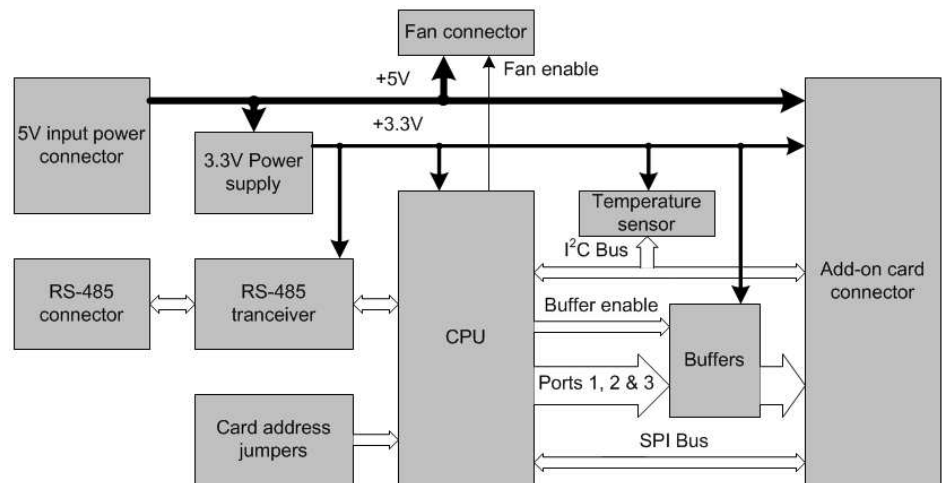 Fan connector
Fan enable
+5V
5V input power
connector
+3.3V
3.3V Power
supply
Temperature
sensor
I²C Bus
RS-485
connector
RS-485
tranceiver
CPU
Add-on card
connector
Buffer enable
Buffers
Ports 1, 2 & 3
Card address
jumpers
SPI Bus